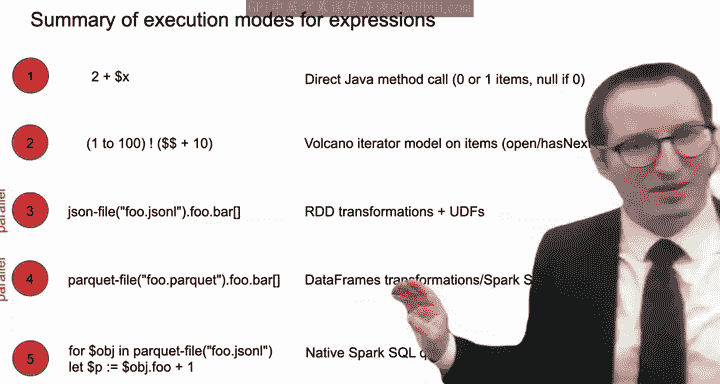 Summary of execution modes for expressions
1
2 + $x
Direct Java method call (0 or 1 items, null if 0)
2
(1 to 100) ! ($$ + 10)
Volcano iterator model on items (open/hasNext
3
json-file("foo.jsonl").foo.bar[]
RDD transformations + UDFs
4
parquet-file("foo.parquet").foo.bar[]
DataFrames transformations/Spark S
5
for $obj in parquet-file("foo.jsonl")
let $p := $obj.foo + 1
Native Spark SQL